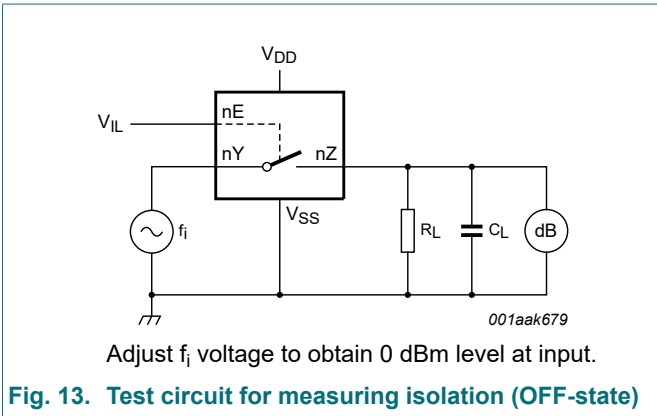 VDD
VIL
nE
nY
nZ
VSS
fi
RL
CL
dB
001aak679
Adjust fi voltage to obtain 0 dBm level at input.
Fig. 13. Test circuit for measuring isolation (OFF-state)